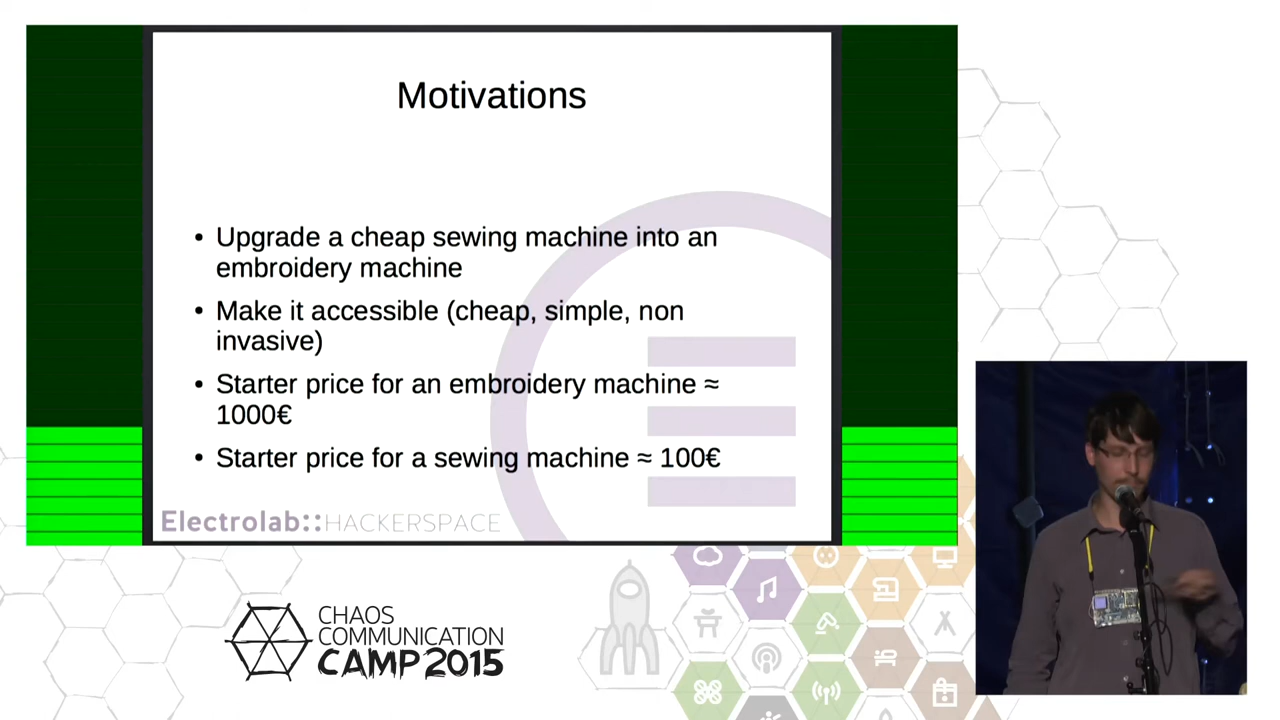 Motivations
• Upgrade a cheap sewing machine into an
embroidery machine
• Make it accessible (cheap, simple, non
invasive)
• Starter price for an embroidery machine ≈
1000€
• Starter price for a sewing machine ≈ 100€
Electrolab::HACKERSPACE
CHAOS
COMMUNICATION
CAMP 2015